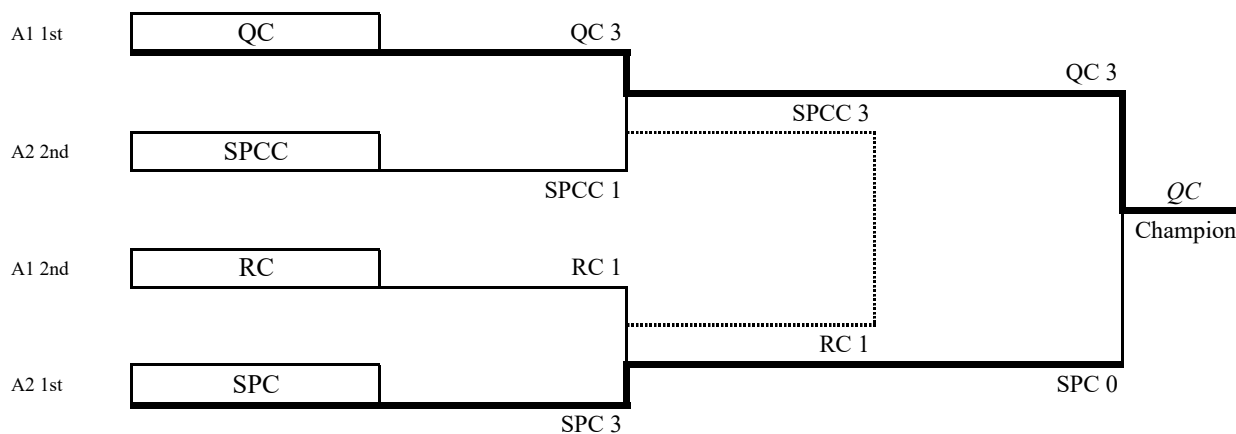 A1 1st QC QC 3
QC 3
SPCC 3
A2 2nd SPCC
SPCC 1
QC
Champion
A1 2nd RC RC 1
RC 1
A2 1st SPC SPC 0
SPC 3